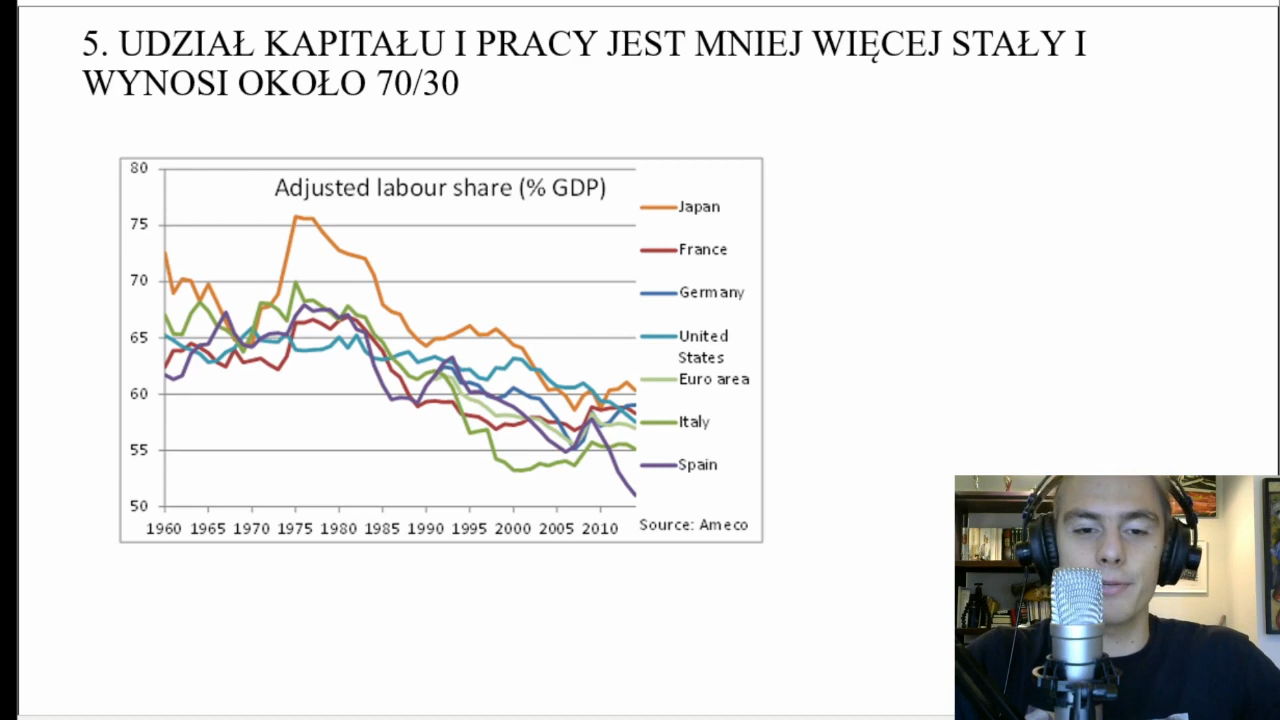 5. UDZIAŁ KAPITAŁU I PRACY JEST MNIEJ WIĘCEJ STAŁY I
WYNOSI OKOŁO 70/30
Adjusted labour share (% GDP)
80
75
70
65
60
55
50
1960 1965 1970 1975 1980 1985 1990 1995 2000 2005 2010
Japan
France
Germany
United
States
Euro area
Italy
Spain
Source: Ameco